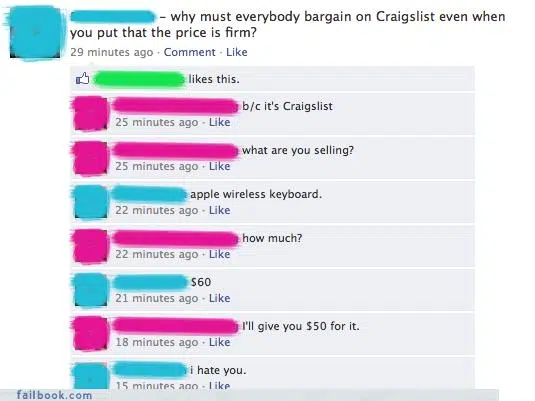 - why must everybody bargain on Craigslist even when
you put that the price is firm?
29 minutes ago · Comment · Like
likes this.
b/c it's Craigslist
25 minutes ago · Like
what are you selling?
25 minutes ago · Like
apple wireless keyboard.
22 minutes ago · Like
how much?
22 minutes ago · Like
$60
21 minutes ago · Like
I'll give you $50 for it.
18 minutes ago · Like
i hate you.
15 minutes ago · Like
failbook.com